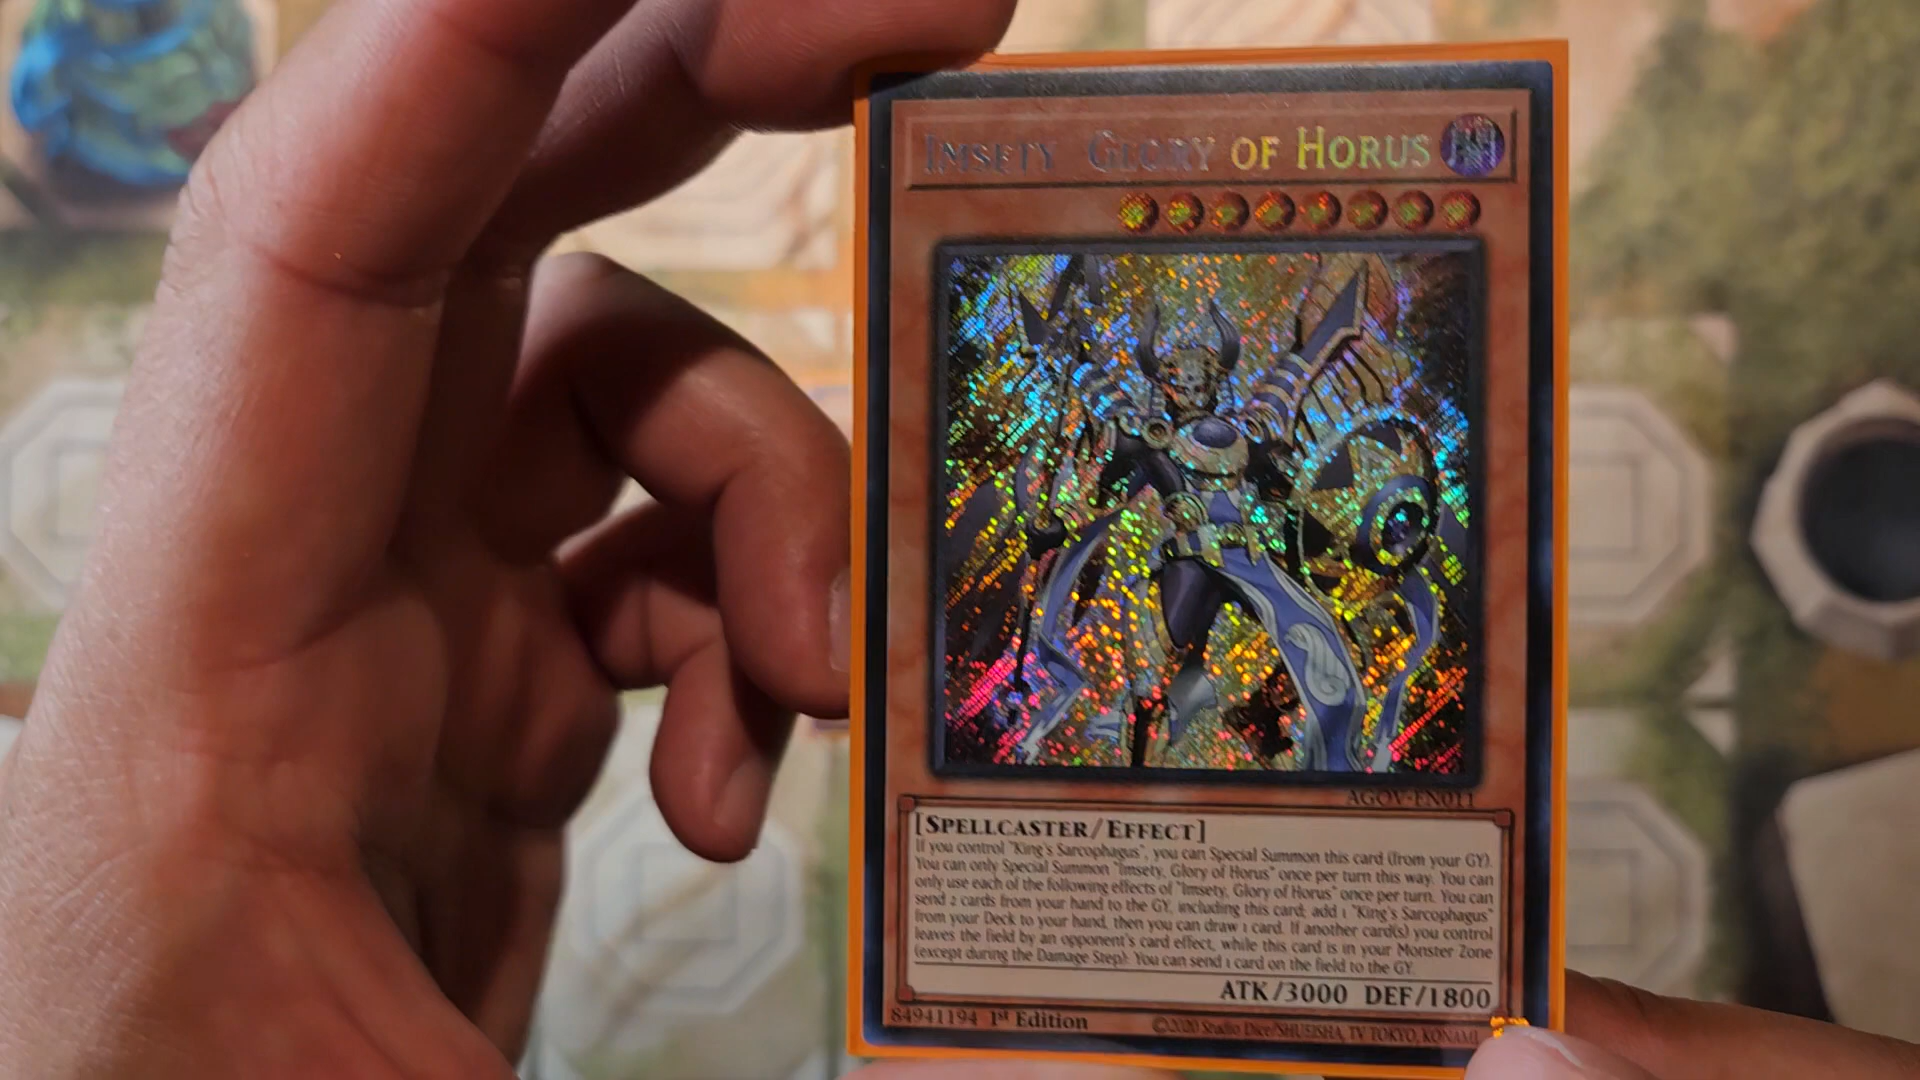 IMSETY GLORY OF HORUS
AGOV-EN011
[SPELLCASTER/EFFECT]
If you control "King's Sarcophagus", you can Special Summon this card (from your GY).
You can only Special Summon "Imsety, Glory of Horus" once per turn this way. You can
only use each of the following effects of "Imsety, Glory of Horus" once per turn. You can
send 2 cards from your hand to the GY, including this card; add 1 "King's Sarcophagus"
from your Deck to your hand, then you can draw 1 card. If another card(s) you control
leaves the field by an opponent's card effect, while this card is in your Monster Zone
(except during the Damage Step): You can send 1 card on the field to the GY.
ATK/3000 DEF/1800
84941194 1st Edition
©2020 Studio Dice/SHUEISHA, TV TOKYO, KONAMI